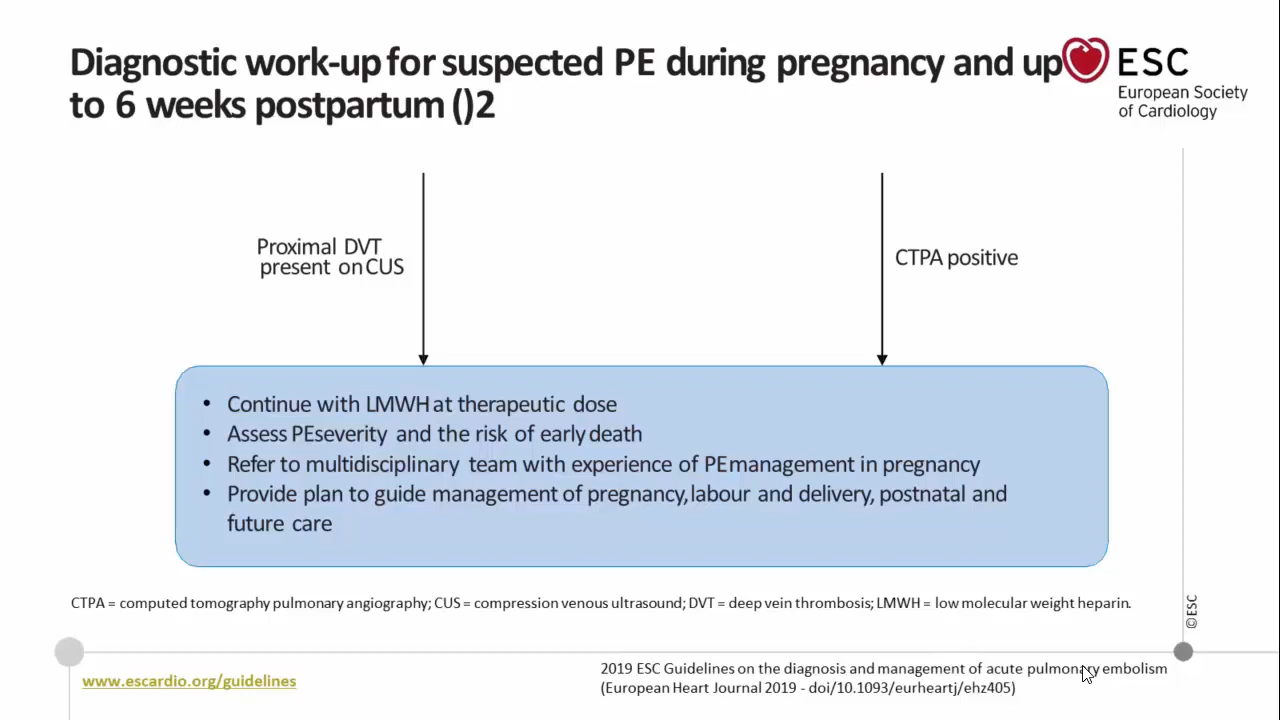 Diagnostic work-up for suspected PE during pregnancy and up
to 6 weeks postpartum ()2
ESC
European Society
of Cardiology
Proximal DVT
present on CUS
CTPA positive
• Continue with LMWH at therapeutic dose
• Assess PEseverity and the risk of early death
• Refer to multidisciplinary team with experience of PEmanagement in pregnancy
• Provide plan to guide management of pregnancy, labour and delivery, postnatal and
future care
CTPA = computed tomography pulmonary angiography; CUS = compression venous ultrasound; DVT = deep vein thrombosis; LMWH = low molecular weight heparin.
©ESC
www.escardio.org/guidelines
2019 ESC Guidelines on the diagnosis and management of acute pulmonary embolism
(European Heart Journal 2019 - doi/10.1093/eurheartj/ehz405)